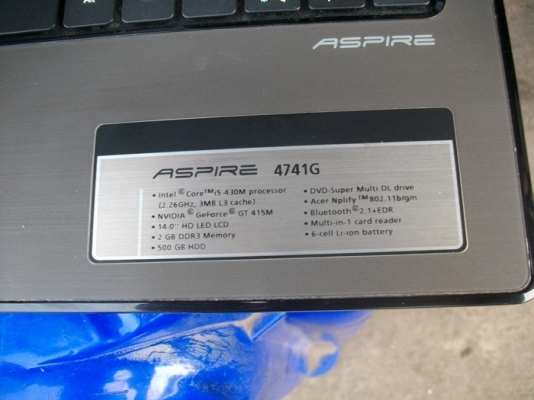 ASPIRE
ASPIRE 4741G
• Intel® Core™ i5-430M processor
(2.26GHz, 3MB L3 cache)
• NVIDIA® GeForce® GT 415M
• 14.0" HD LED LCD
• 2 GB DDR3 Memory
• 500 GB HDD
• DVD-Super Multi DL drive
• Acer Nplify™ 802.11b/g/n
• Bluetooth® 2.1+EDR
• Multi-in-1 card reader
• 6-cell Li-ion battery